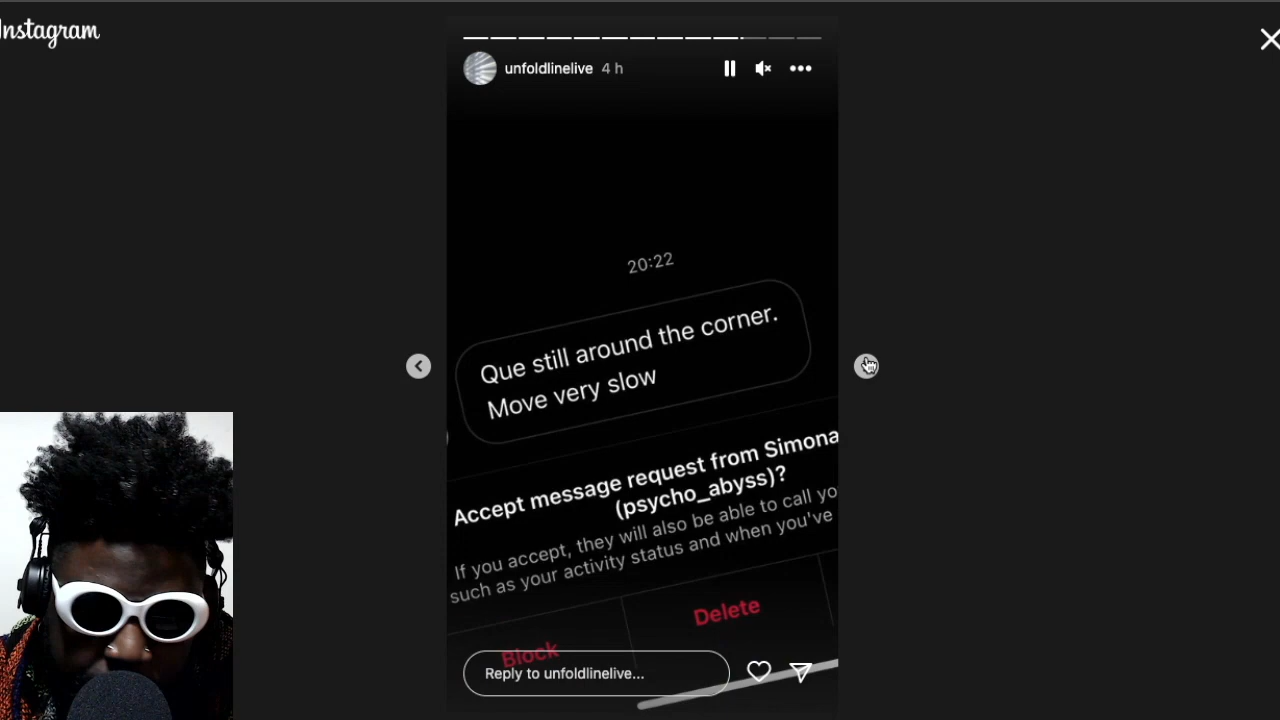 Instagram
unfoldlinelive 4 h
20:22
Que still around the corner.
Move very slow
Accept message request from Simona
(psycho_abyss)?
If you accept, they will also be able to call yo
such as your activity status and when you've
Block
Delete
Reply to unfoldlinelive...